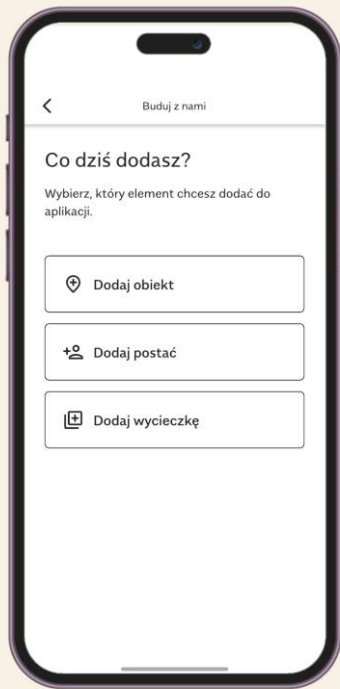 Buduj z nami
Co dziś dodasz?
Wybierz, który element chcesz dodać do
aplikacji.
Dodaj obiekt
Dodaj postać
Dodaj wycieczkę